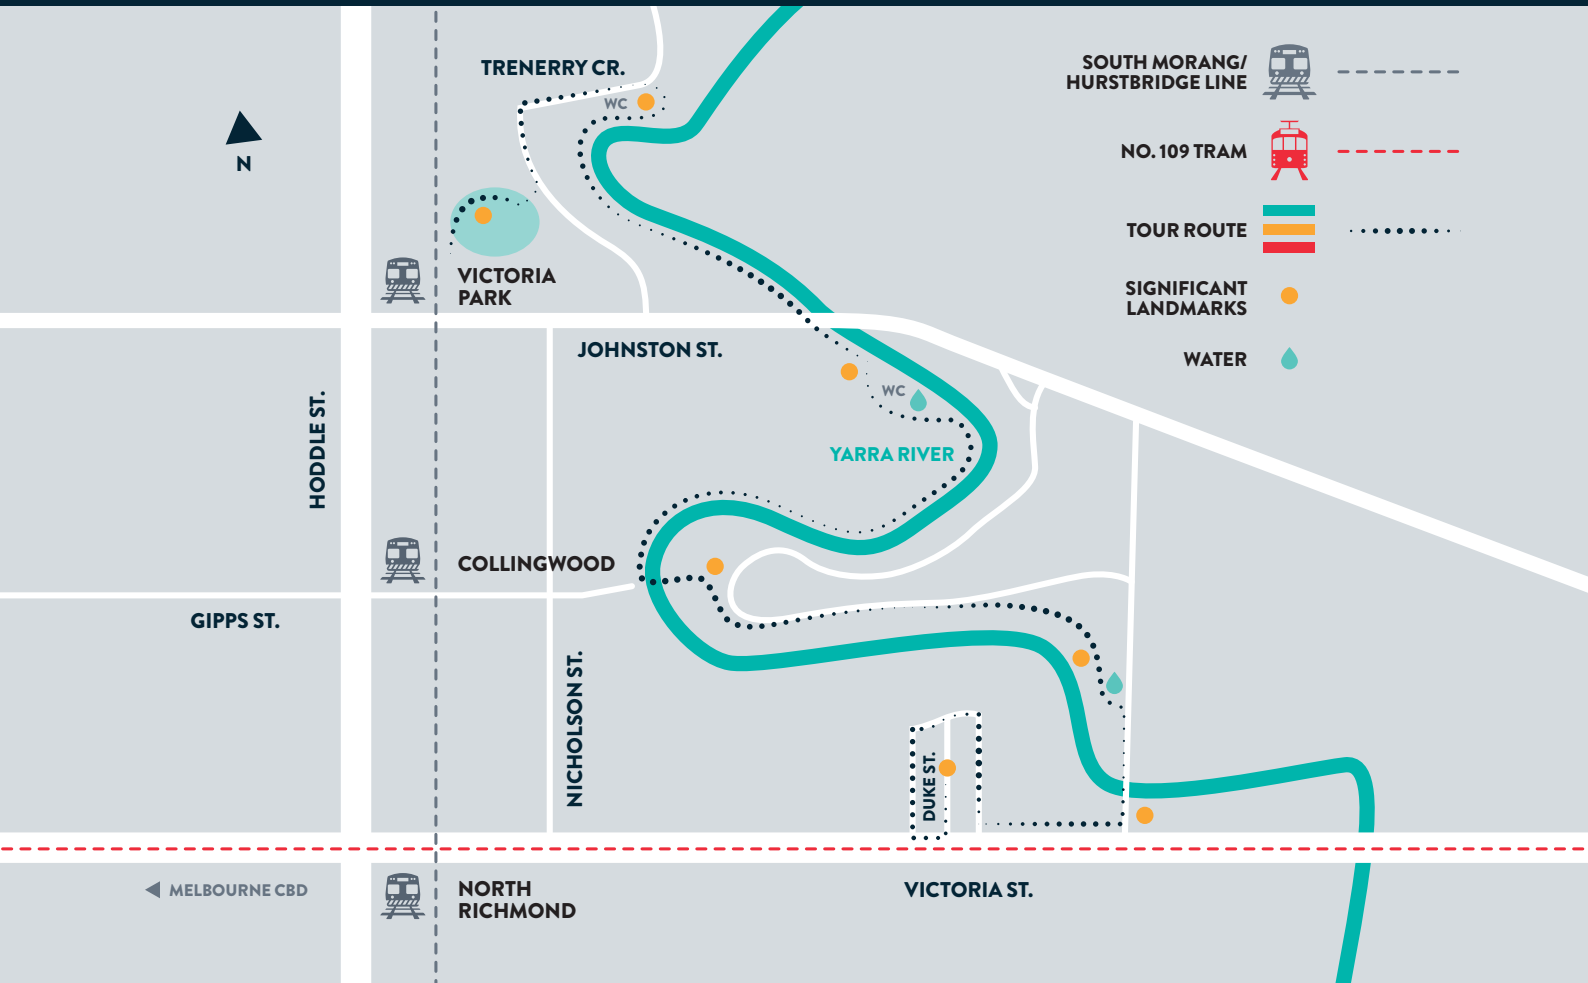 TRENERRY CR.
WC
N
VICTORIA
PARK
JOHNSTON ST.
HODDLE ST.
WC
YARRA RIVER
COLLINGWOOD
GIPPS ST.
NICHOLSON ST.
DUKE ST.
MELBOURNE CBD
NORTH
RICHMOND
VICTORIA ST.
SOUTH MORANG/
HURSTBRIDGE LINE
NO. 109 TRAM
TOUR ROUTE
SIGNIFICANT
LANDMARKS
WATER